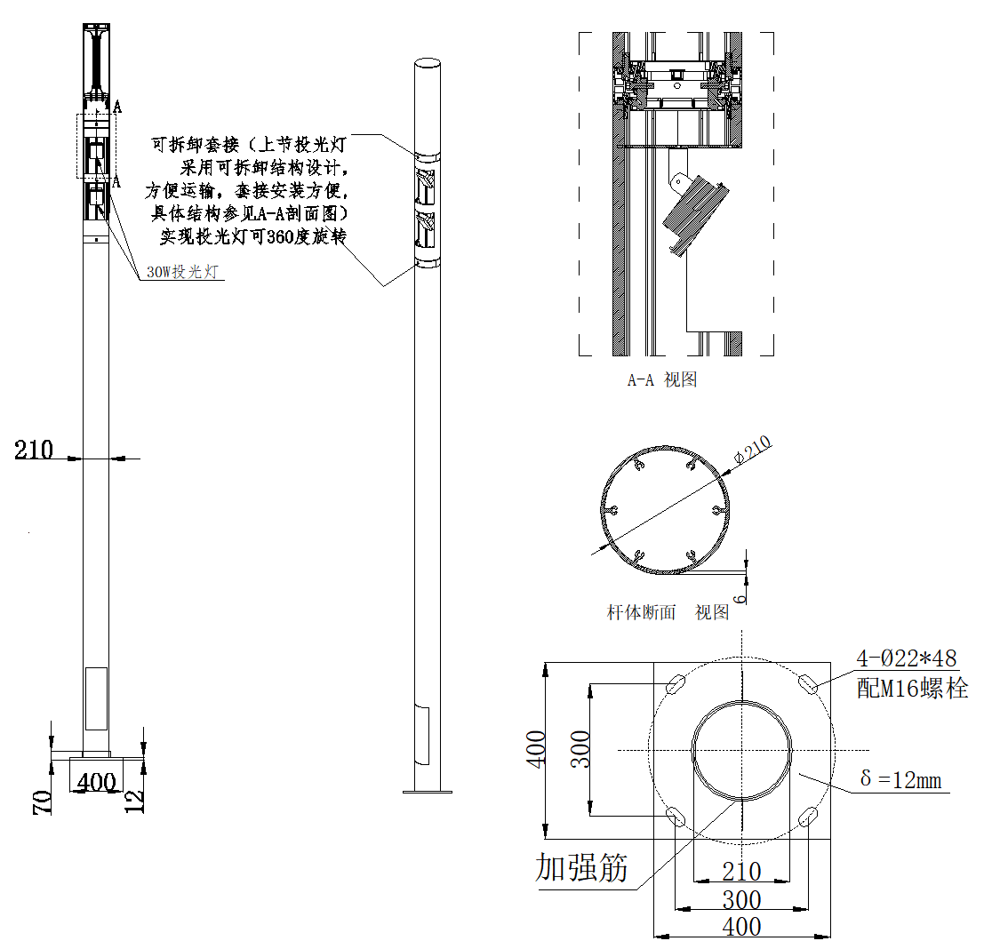 A
A
可拆卸套接（上节投光灯
采用可拆卸结构设计，
方便运输，套接安装方便，
具体结构参见A-A剖面图）
实现投光灯可360度旋转
30W投光灯
210
400
70
12
A-A 视图
Ø210
6
杆体断面 视图
4-Ø22*48
配M16螺栓
400
300
δ=12mm
加强筋
210
300
400